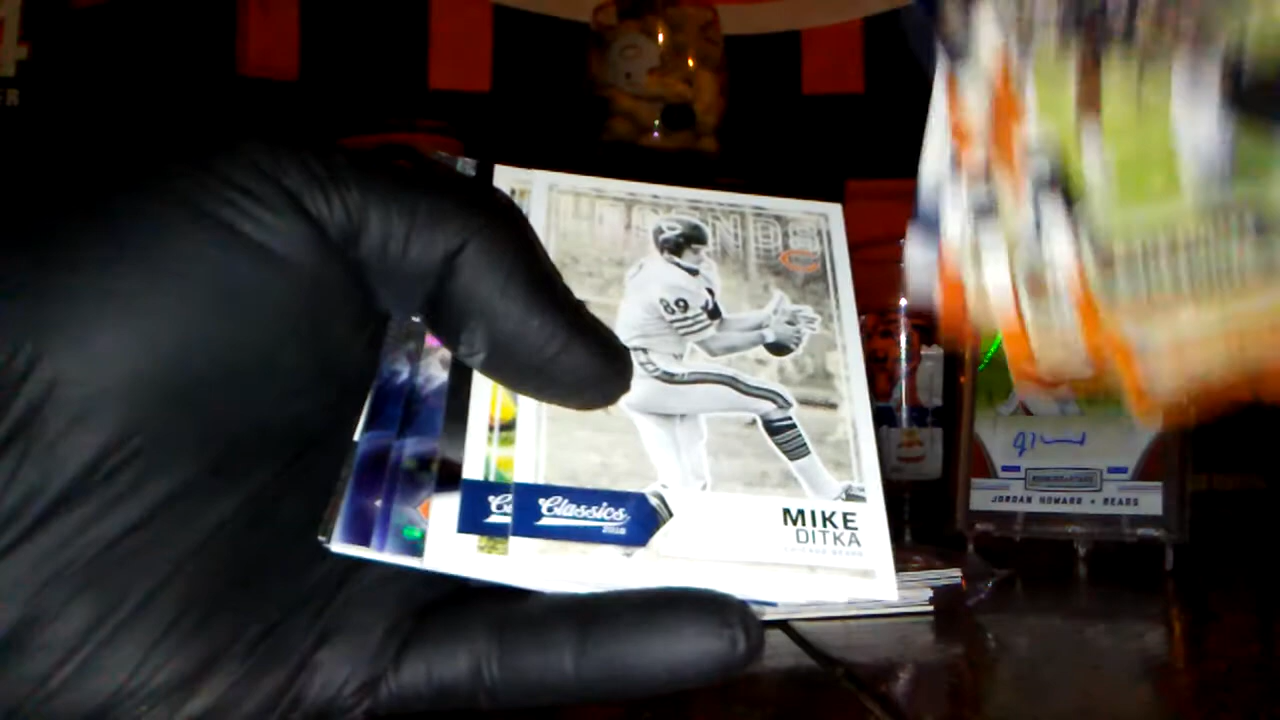 LEGENDS
89
Classics
2016
MIKE
DITKA
CHICAGO BEARS
JORDAN HOWARD • BEARS